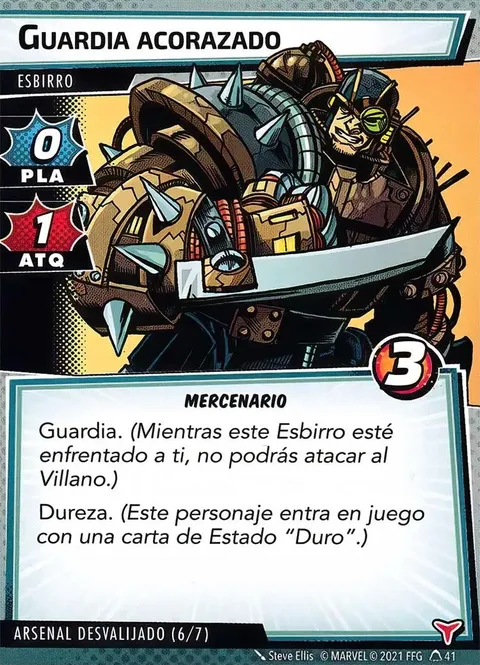 GUARDIA ACORAZADO
ESBIRRO
0
PLA
1
ATQ
3
MERCENARIO
Guardia. (Mientras este Esbirro esté
enfrentado a ti, no podrás atacar al
Villano.)
Dureza. (Este personaje entra en juego
con una carta de Estado “Duro”.)
ARSENAL DESVALIJADO (6/7)
Steve Ellis © MARVEL © 2021 FFG 41